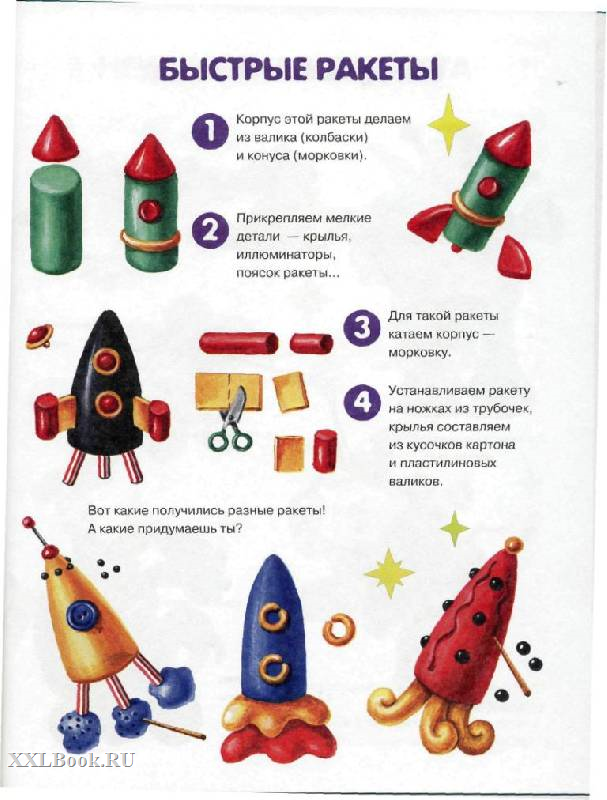 БЫСТРЫЕ РАКЕТЫ
1 Корпус этой ракеты делаем
из валика (колбаски)
и конуса (морковки).
2 Прикрепляем мелкие
детали — крылья,
иллюминаторы,
поясок ракеты...
3 Для такой ракеты
катаем корпус —
морковку.
4 Устанавливаем ракету
на ножках из трубочек,
крылья составляем
из кусочков картона
и пластилиновых
валиков.
Вот какие получились разные ракеты!
А какие придумаешь ты?
XXLBook.RU